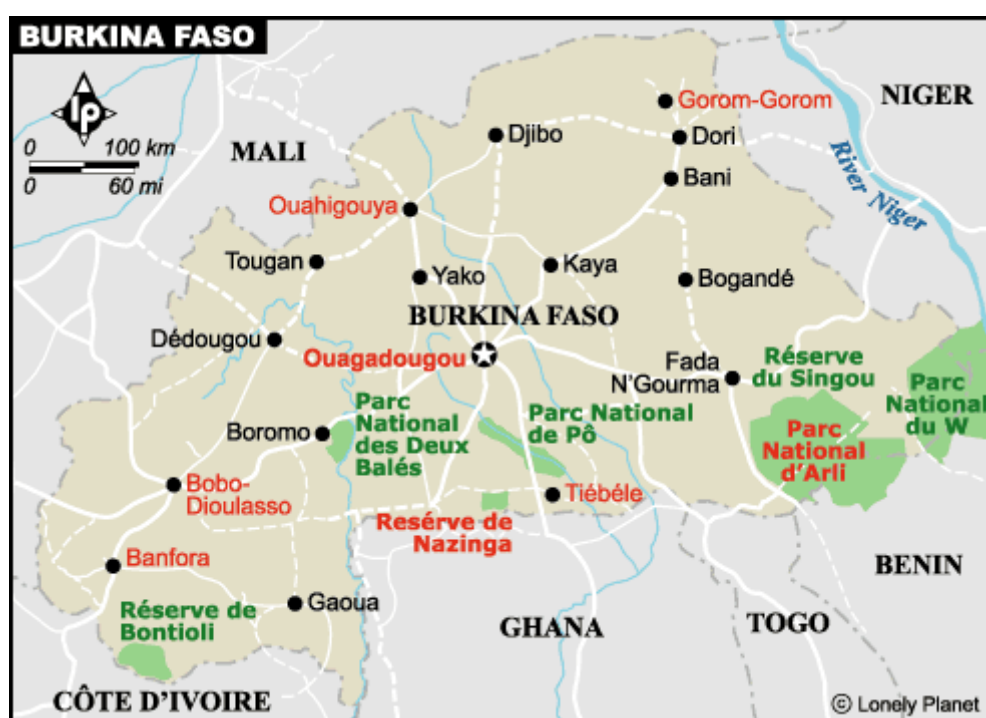 BURKINA FASO
lp
0 100 km
0 60 mi
MALI
NIGER
River Niger
Gorom-Gorom
Djibo
Dori
Bani
Ouahigouya
Tougan
Yako
Kaya
Bogandé
BURKINA FASO
Dédougou
Ouagadougou
Fada
N'Gourma
Réserve
du Singou
Parc
National
du W
Parc
National
des Deux
Balés
Parc National
de Pô
Parc
National
d'Arli
Boromo
Bobo-
Dioulasso
Tiébéle
Resérve de
Nazinga
Banfora
BENIN
Gaoua
Réserve de
Bontioli
GHANA
TOGO
CÔTE D'IVOIRE
© Lonely Planet